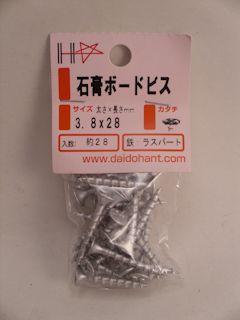 石膏ボードビス
サイズ 太さ×長さmm カタチ
3.8x28
入数: 約28 鉄: ラスパート
www.daidohant.com